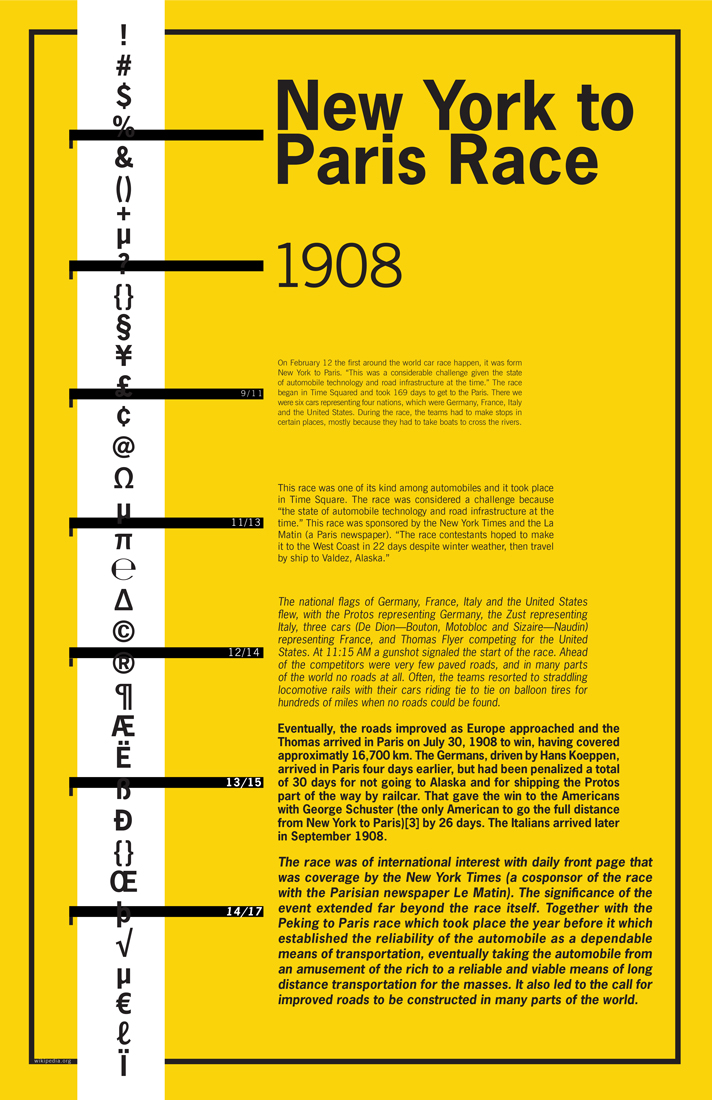 !
#
$
%
&
()
+
µ
?
{}
§
¥
£
¢
@
Ω
µ
π
℮
∆
©
®
¶
Æ
Ë
ß
Ð
{}
Œ
þ
√
µ
€
ℓ
Ï
New York to
Paris Race
1908
9/11
On February 12 the first around the world car race happen, it was form
New York to Paris. “This was a considerable challenge given the state
of automobile technology and road infrastructure at the time.” The race
began in Time Squared and took 169 days to get to the Paris. There we
were six cars representing four nations, which were Germany, France, Italy
and the United States. During the race, the teams had to make stops in
certain places, mostly because they had to take boats to cross the rivers.
11/13
This race was one of its kind among automobiles and it took place
in Time Square. The race was considered a challenge because
“the state of automobile technology and road infrastructure at the
time.” This race was sponsored by the New York Times and the La
Matin (a Paris newspaper). “The race contestants hoped to make
it to the West Coast in 22 days despite winter weather, then travel
by ship to Valdez, Alaska.”
12/14
The national flags of Germany, France, Italy and the United States
flew, with the Protos representing Germany, the Zust representing
Italy, three cars (De Dion—Bouton, Motobloc and Sizaire—Naudin)
representing France, and Thomas Flyer competing for the United
States. At 11:15 AM a gunshot signaled the start of the race. Ahead
of the competitors were very few paved roads, and in many parts
of the world no roads at all. Often, the teams resorted to straddling
locomotive rails with their cars riding tie to tie on balloon tires for
hundreds of miles when no roads could be found.
13/15
Eventually, the roads improved as Europe approached and the
Thomas arrived in Paris on July 30, 1908 to win, having covered
approximatly 16,700 km. The Germans, driven by Hans Koeppen,
arrived in Paris four days earlier, but had been penalized a total
of 30 days for not going to Alaska and for shipping the Protos
part of the way by railcar. That gave the win to the Americans
with George Schuster (the only American to go the full distance
from New York to Paris)[3] by 26 days. The Italians arrived later
in September 1908.
14/17
The race was of international interest with daily front page that
was coverage by the New York Times (a cosponsor of the race
with the Parisian newspaper Le Matin). The significance of the
event extended far beyond the race itself. Together with the
Peking to Paris race which took place the year before it which
established the reliability of the automobile as a dependable
means of transportation, eventually taking the automobile from
an amusement of the rich to a reliable and viable means of long
distance transportation for the masses. It also led to the call for
improved roads to be constructed in many parts of the world.
wikipedia.org